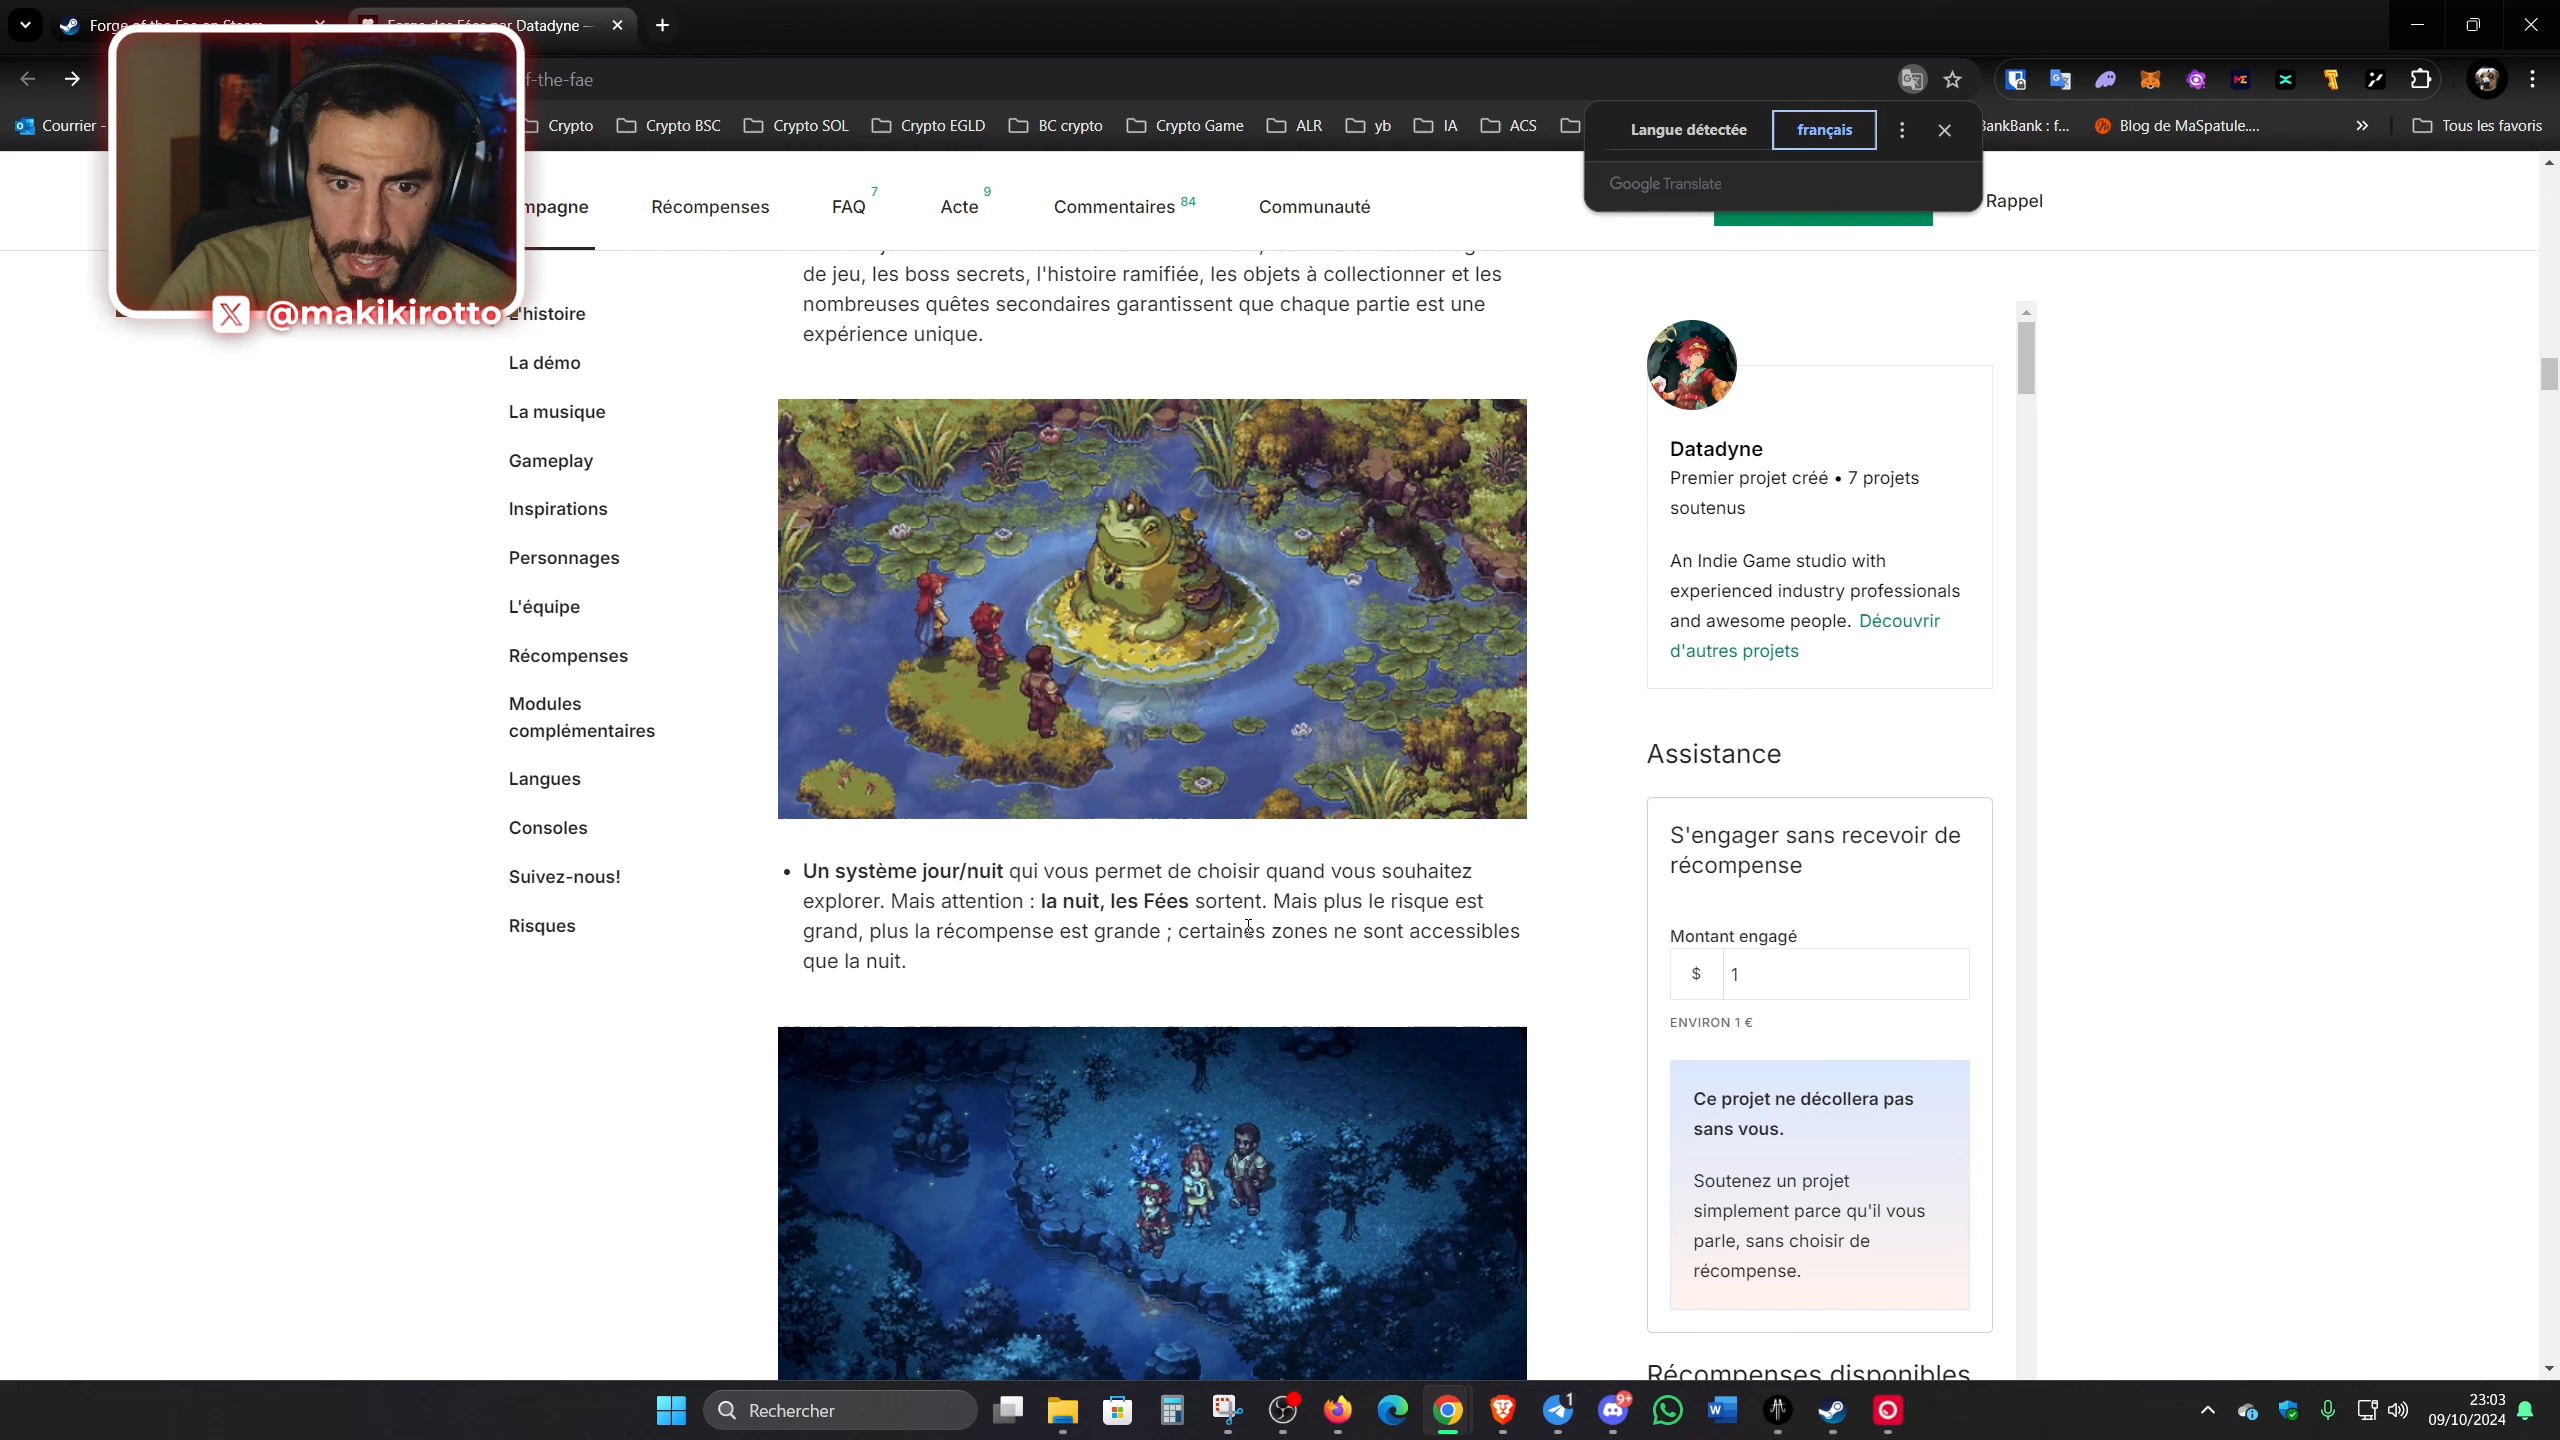 Datadyne –
f-the-fae
Courrier -
Crypto
Crypto BSC
Crypto SOL
Crypto EGLD
BC crypto
Crypto Game
ALR
yb
IA
ACS
BankBank : f...
Blog de MaSpatule....
Tous les favoris
Langue détectée
français
Google Translate
@makikirotto
mpagne
Récompenses
FAQ 7
Acte 9
Commentaires 84
Communauté
Rappel
L'histoire
La démo
La musique
Gameplay
Inspirations
Personnages
L'équipe
Récompenses
Modules
complémentaires
Langues
Consoles
Suivez-nous!
Risques
de jeu, les boss secrets, l'histoire ramifiée, les objets à collectionner et les
nombreuses quêtes secondaires garantissent que chaque partie est une
expérience unique.
• Un système jour/nuit qui vous permet de choisir quand vous souhaitez
explorer. Mais attention : la nuit, les Fées sortent. Mais plus le risque est
grand, plus la récompense est grande ; certaines zones ne sont accessibles
que la nuit.
Datadyne
Premier projet créé • 7 projets
soutenus
An Indie Game studio with
experienced industry professionals
and awesome people. Découvrir
d'autres projets
Assistance
S'engager sans recevoir de
récompense
Montant engagé
$ 1
ENVIRON 1 €
Ce projet ne décollera pas
sans vous.
Soutenez un projet
simplement parce qu'il vous
parle, sans choisir de
récompense.
Récompenses disponibles
Rechercher
1
9+
23:03
09/10/2024